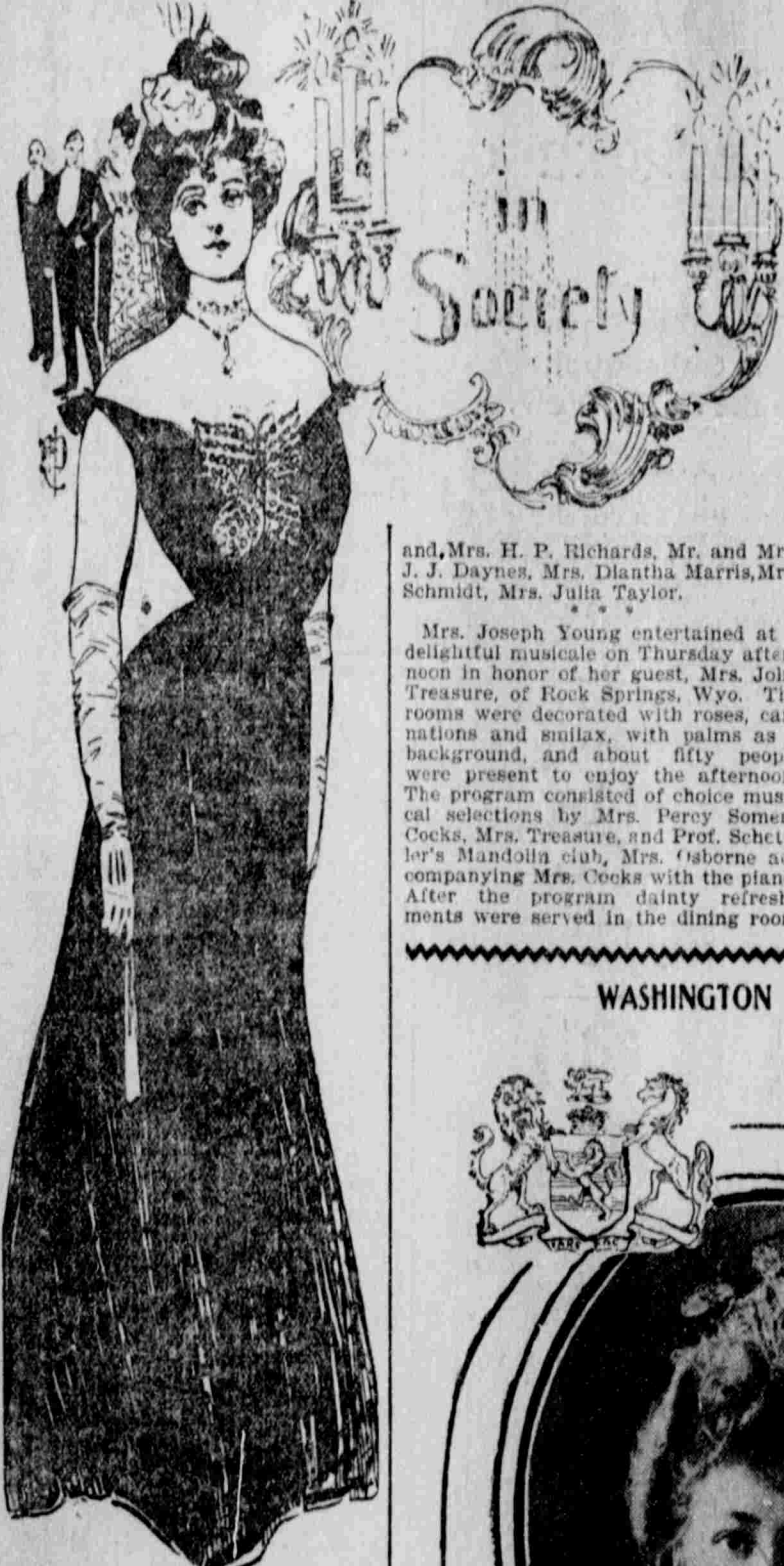 in
Society
and, Mrs. H. P. Richards, Mr. and Mr
J. J. Daynes, Mrs. Diantha Marris, Mr
Schmidt, Mrs. Julia Taylor.
* * *
Mrs. Joseph Young entertained at
delightful musicale on Thursday after
noon in honor of her guest, Mrs. Joh
Treasure, of Rock Springs, Wyo. Th
rooms were decorated with roses, car
nations and smilax, with palms as
background, and about fifty peop
were present to enjoy the afternoo
The program consisted of choice mus
cal selections by Mrs. Percy Somer
Cocks, Mrs. Treasure, and Prof. Schet
ler's Mandolin club, Mrs. Osborne ac
companying Mrs. Cocks with the pian
After the program dainty refresh
ments were served in the dining roo
WASHINGTON